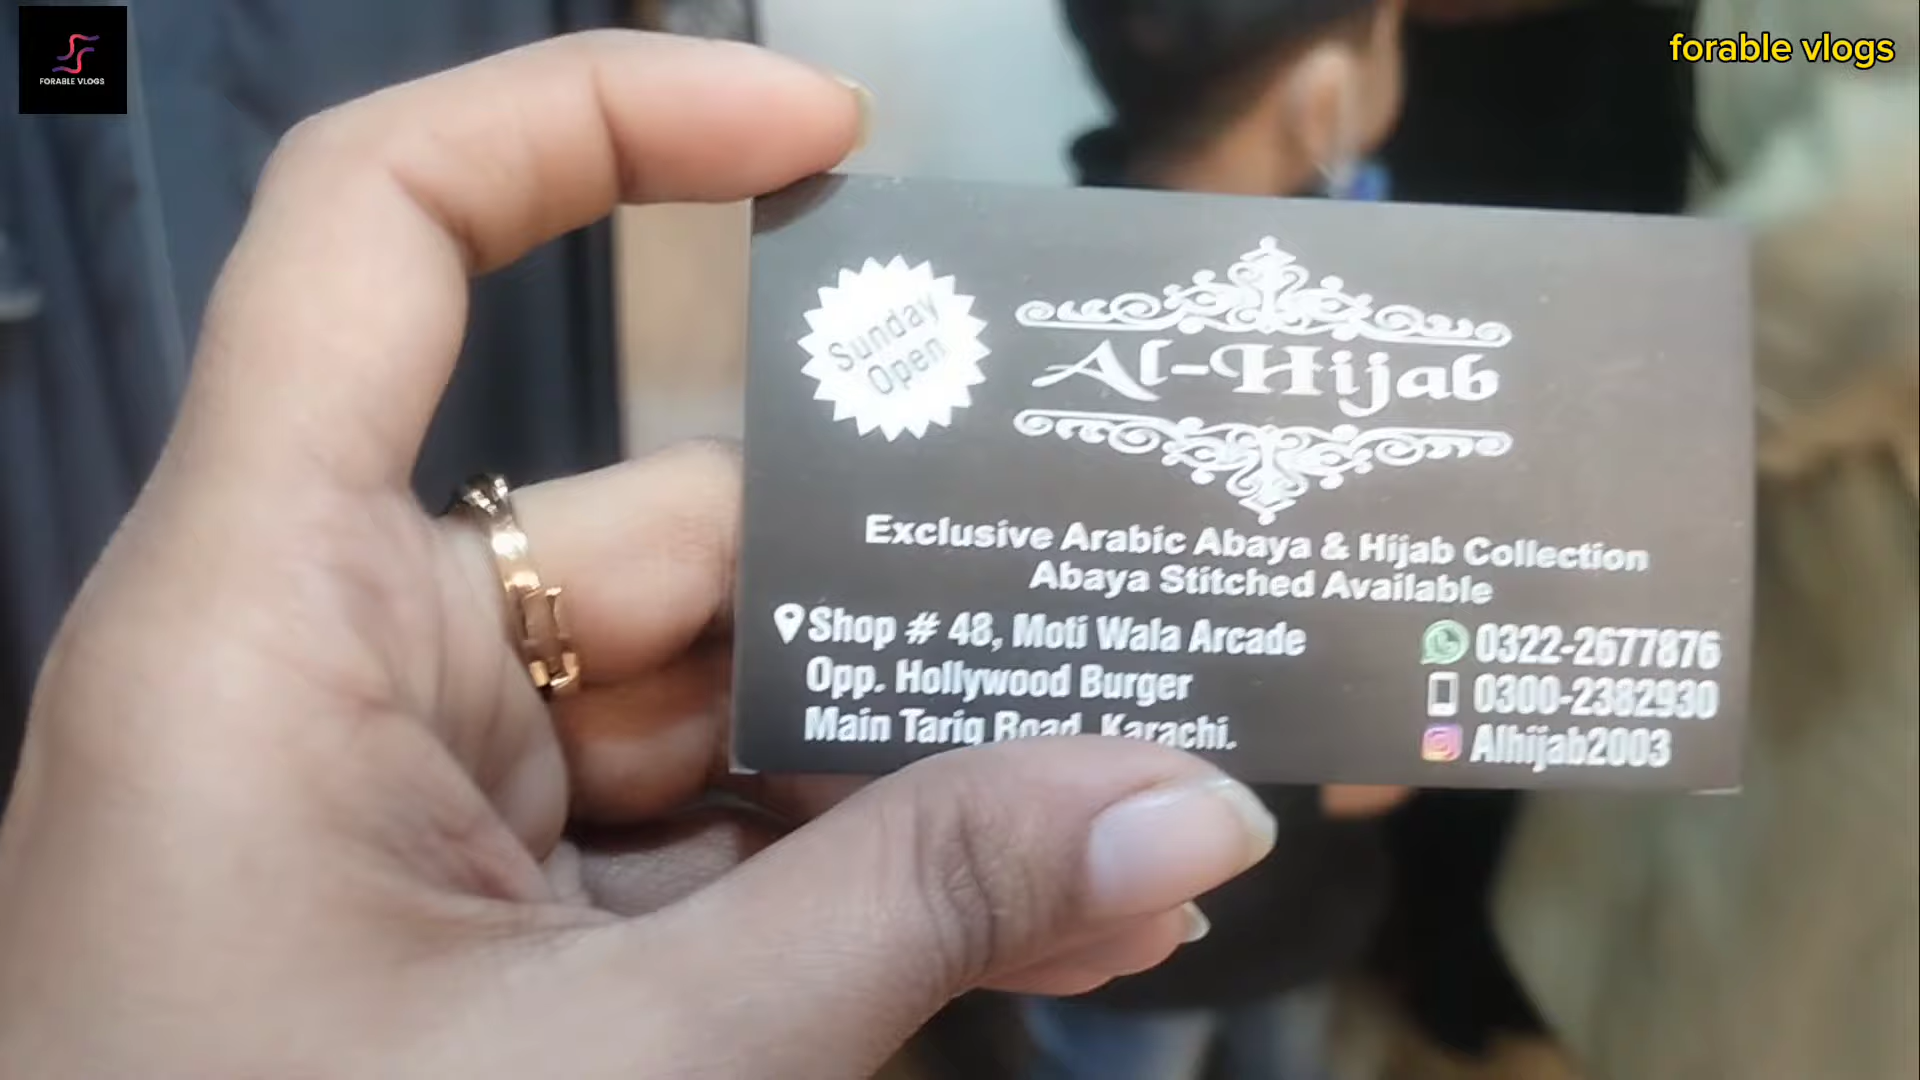 FORABLE VLOGS
forable vlogs
Sunday
Open
Al-Hijab
Exclusive Arabic Abaya & Hijab Collection
Abaya Stitched Available
Shop # 48, Moti Wala Arcade
Opp. Hollywood Burger
Main Tariq Road, Karachi.
0322-2677876
0300-2382930
Alhijab2003